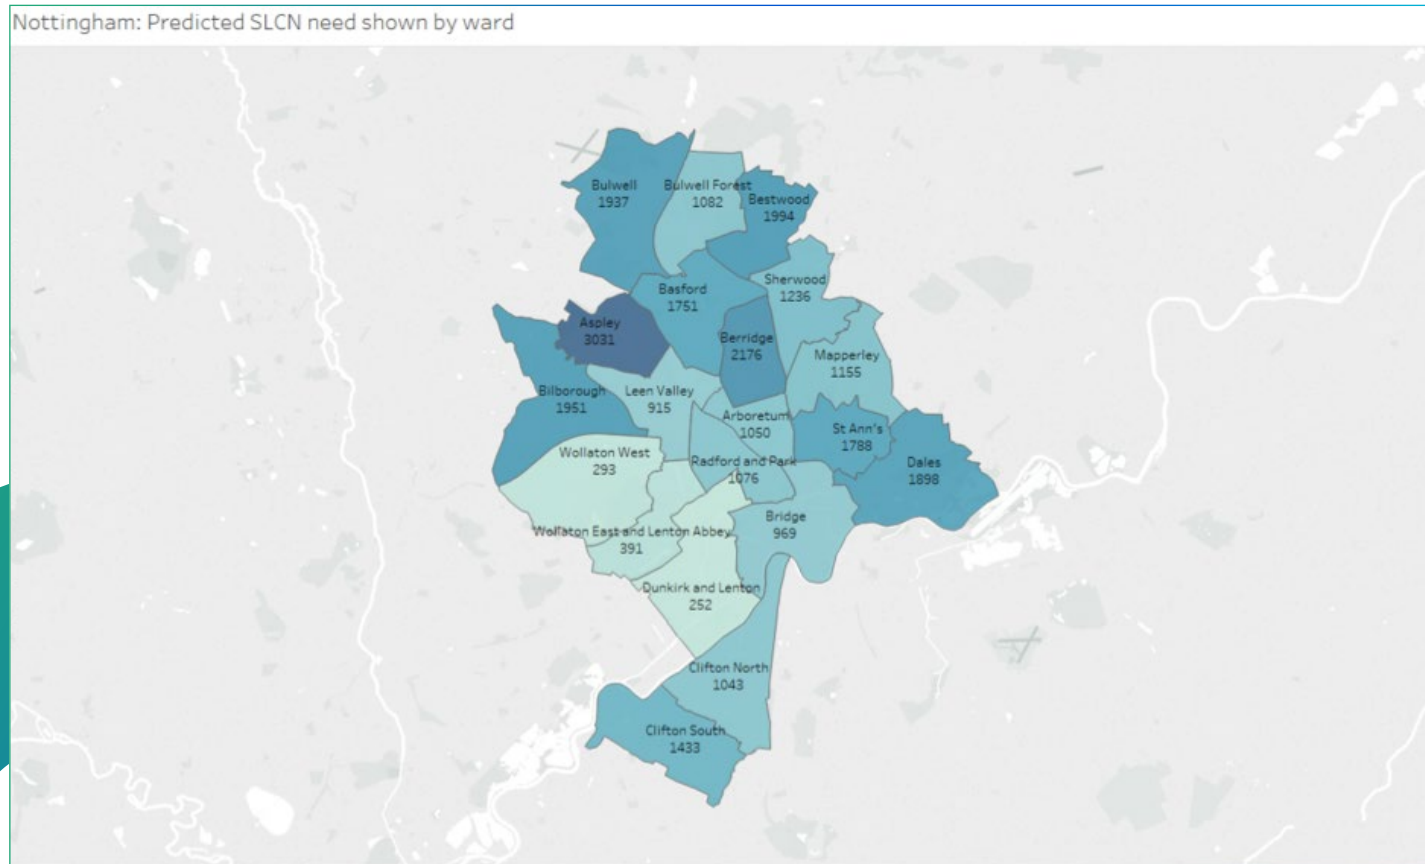 Nottingham: Predicted SLCN need shown by ward
Bulwell
1937
Bulwell Forest
1082
Bestwood
1994
Sherwood
1236
Basford
1751
Aspley
3031
Berridge
2176
Mapperley
1155
Bilborough
1951
Leen Valley
915
Arboretum
1050
St Ann's
1788
Wollaton West
293
Radford and Park
1076
Dales
1898
Bridge
969
Wollaton East and Lenton Abbey
391
Dunkirk and Lenton
252
Clifton North
1043
Clifton South
1433